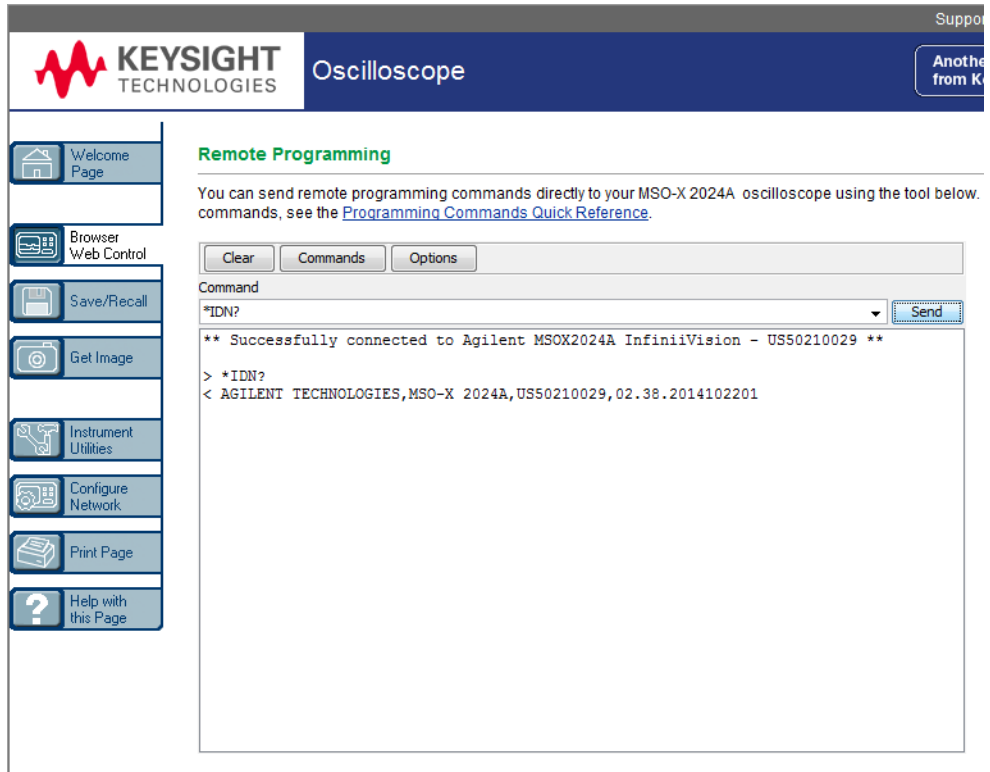 Suppor
KEYSIGHT
TECHNOLOGIES
Oscilloscope
Anothe
from K
Welcome
Page
Browser
Web Control
Save/Recall
Get Image
Instrument
Utilities
Configure
Network
Print Page
Help with
this Page
Remote Programming
You can send remote programming commands directly to your MSO-X 2024A oscilloscope using the tool below.
commands, see the Programming Commands Quick Reference.
Clear Commands Options
Command
*IDN? Send
** Successfully connected to Agilent MSOX2024A InfiniiVision - US50210029 **
> *IDN?
< AGILENT TECHNOLOGIES,MSO-X 2024A,US50210029,02.38.2014102201